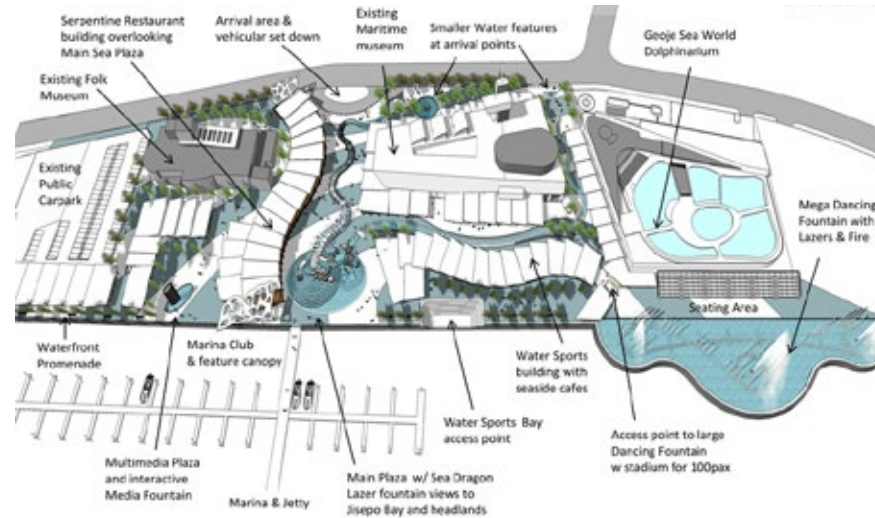 Serpentine Restaurant
building overlooking
Main Sea Plaza
Arrival area &
vehicular set down
Existing
Maritime
museum
Smaller Water features
at arrival points
Geoje Sea World
Dolphinarium
Existing Folk
Museum
Existing
Public
Carpark
Mega Dancing
Fountain with
Lazers & Fire
Seating Area
Waterfront
Promenade
Marina Club
& feature canopy
Water Sports
building with
seaside cafes
Water Sports Bay
access point
Access point to large
Dancing Fountain
w stadium for 100pax
Multimedia Plaza
and interactive
Media Fountain
Marina & Jetty
Main Plaza w/ Sea Dragon
Lazer fountain views to
Jisepo Bay and headlands